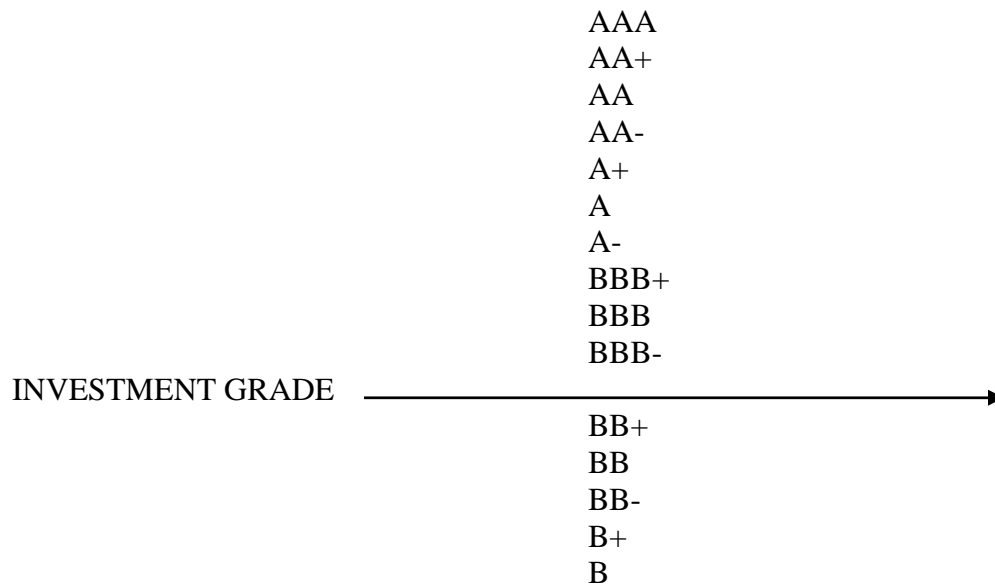 AAA
AA+
AA
AA-
A+
A
A-
BBB+
BBB
BBB-
INVESTMENT GRADE
BB+
BB
BB-
B+
B